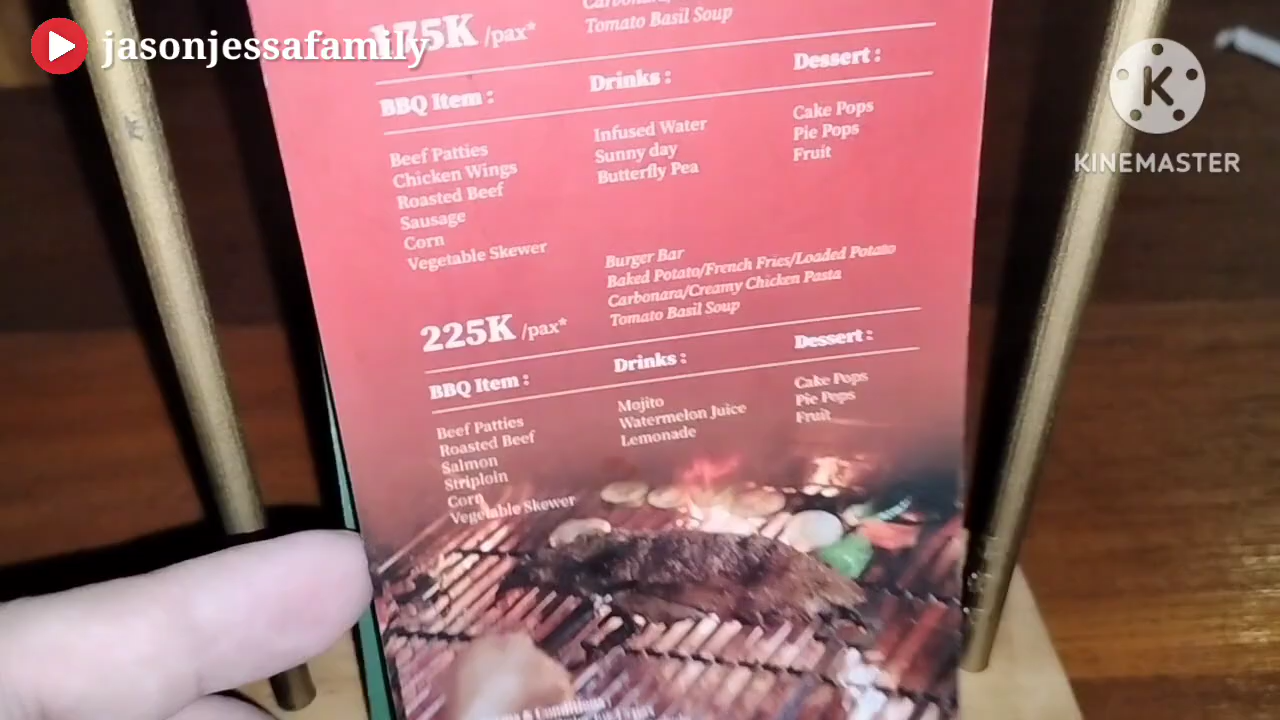 jasonjessafamily
K
KINEMASTER
Tomato Basil Soup
175K /pax*
BBQ Item :
Drinks :
Dessert :
Beef Patties
Chicken Wings
Roasted Beef
Sausage
Corn
Vegetable Skewer
Infused Water
Sunny day
Butterfly Pea
Cake Pops
Pie Pops
Fruit
Burger Bar
Baked Potato/French Fries/Loaded Potato
Carbonara/Creamy Chicken Pasta
Tomato Basil Soup
225K /pax*
BBQ Item :
Drinks :
Dessert :
Beef Patties
Roasted Beef
Salmon
Striploin
Corn
Vegetable Skewer
Mojito
Watermelon Juice
Lemonade
Cake Pops
Pie Pops
Fruit
& Conditions :